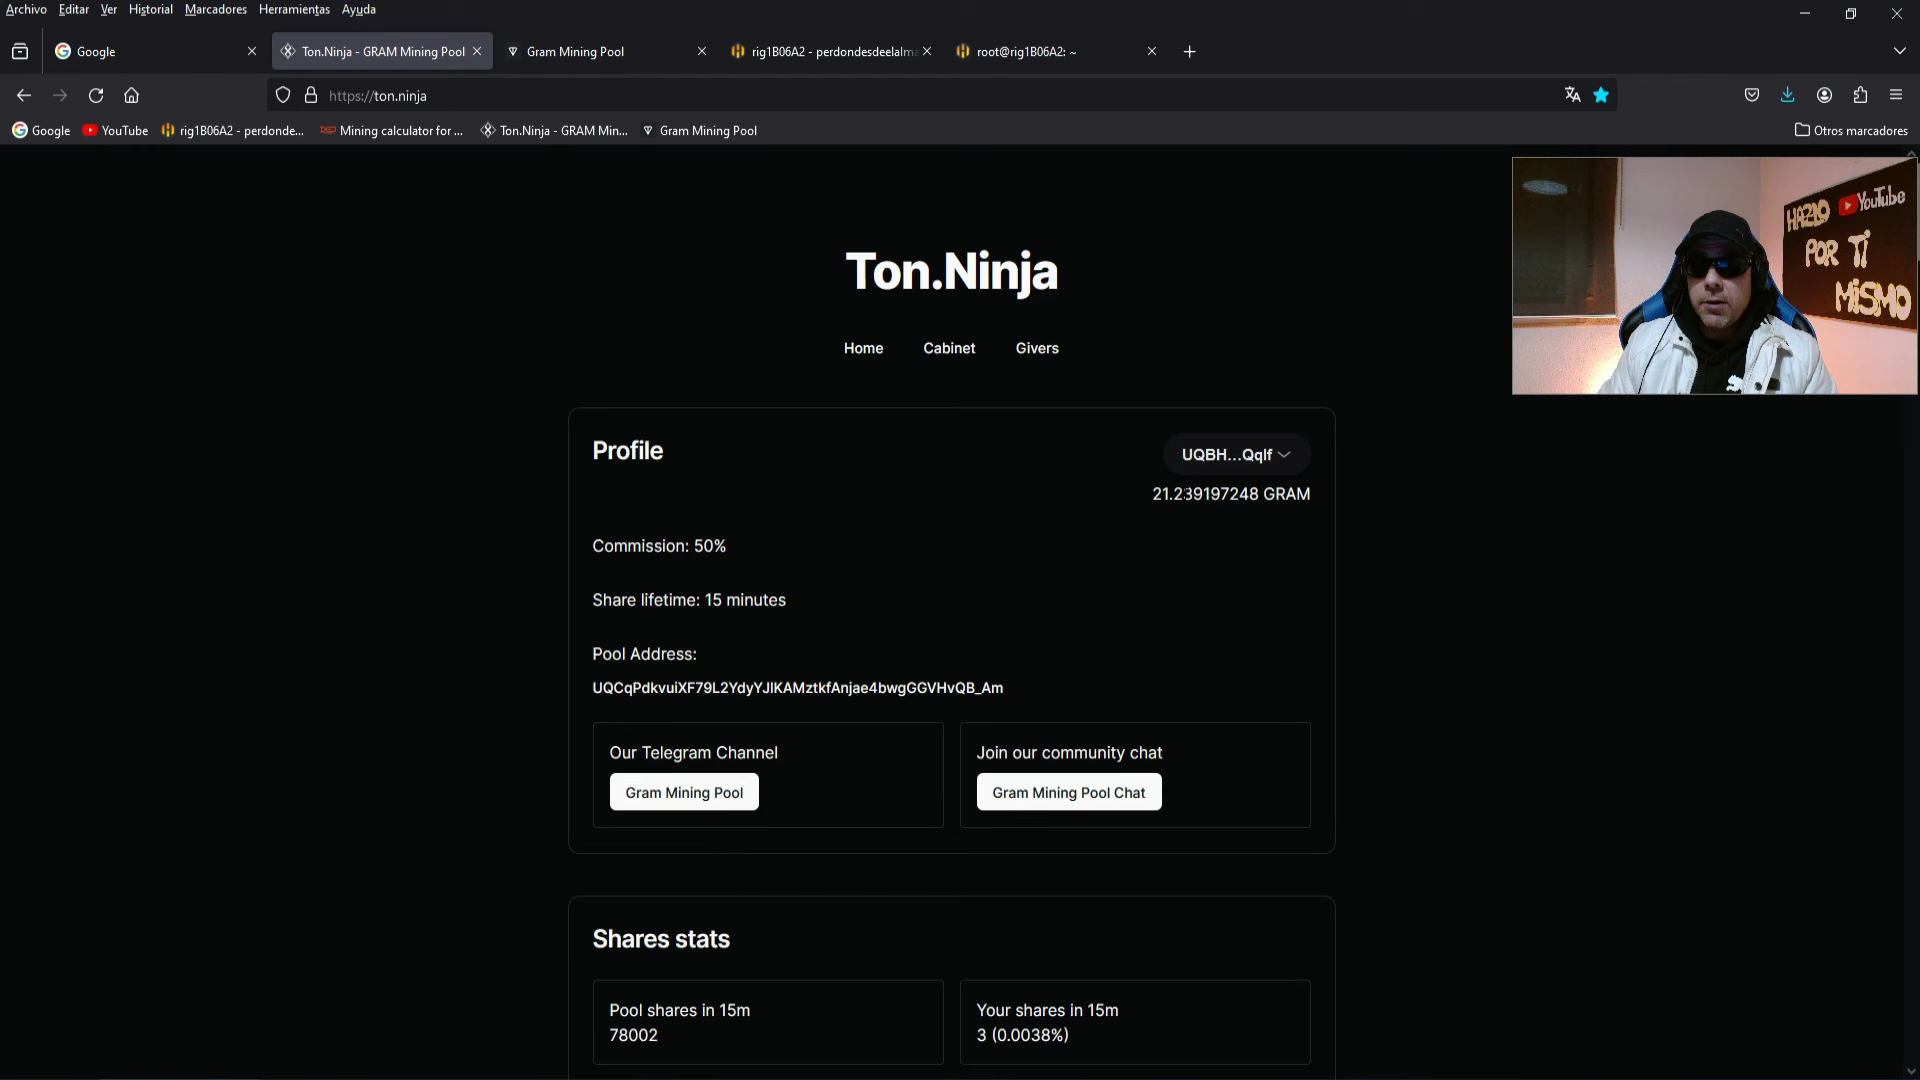 Archivo Editar Ver Historial Marcadores Herramientas Ayuda
Google
Ton.Ninja - GRAM Mining Pool
Gram Mining Pool
rig1B06A2 - perdondesdeelalma
root@rig1B06A2: ~
https://ton.ninja
Google
YouTube
rig1B06A2 - perdonde...
Mining calculator for ...
Ton.Ninja - GRAM Min...
Gram Mining Pool
Otros marcadores
HAZLO
YouTube
POR TI
MISMO
Ton.Ninja
Home Cabinet Givers
Profile
UQBH...Qqlf
21.239197248 GRAM
Commission: 50%
Share lifetime: 15 minutes
Pool Address:
UQCqPdkvuiXF79L2YdyYJlKAMztkfAnjae4bwgGGVHvQB_Am
Our Telegram Channel
Gram Mining Pool
Join our community chat
Gram Mining Pool Chat
Shares stats
Pool shares in 15m
78002
Your shares in 15m
3 (0.0038%)